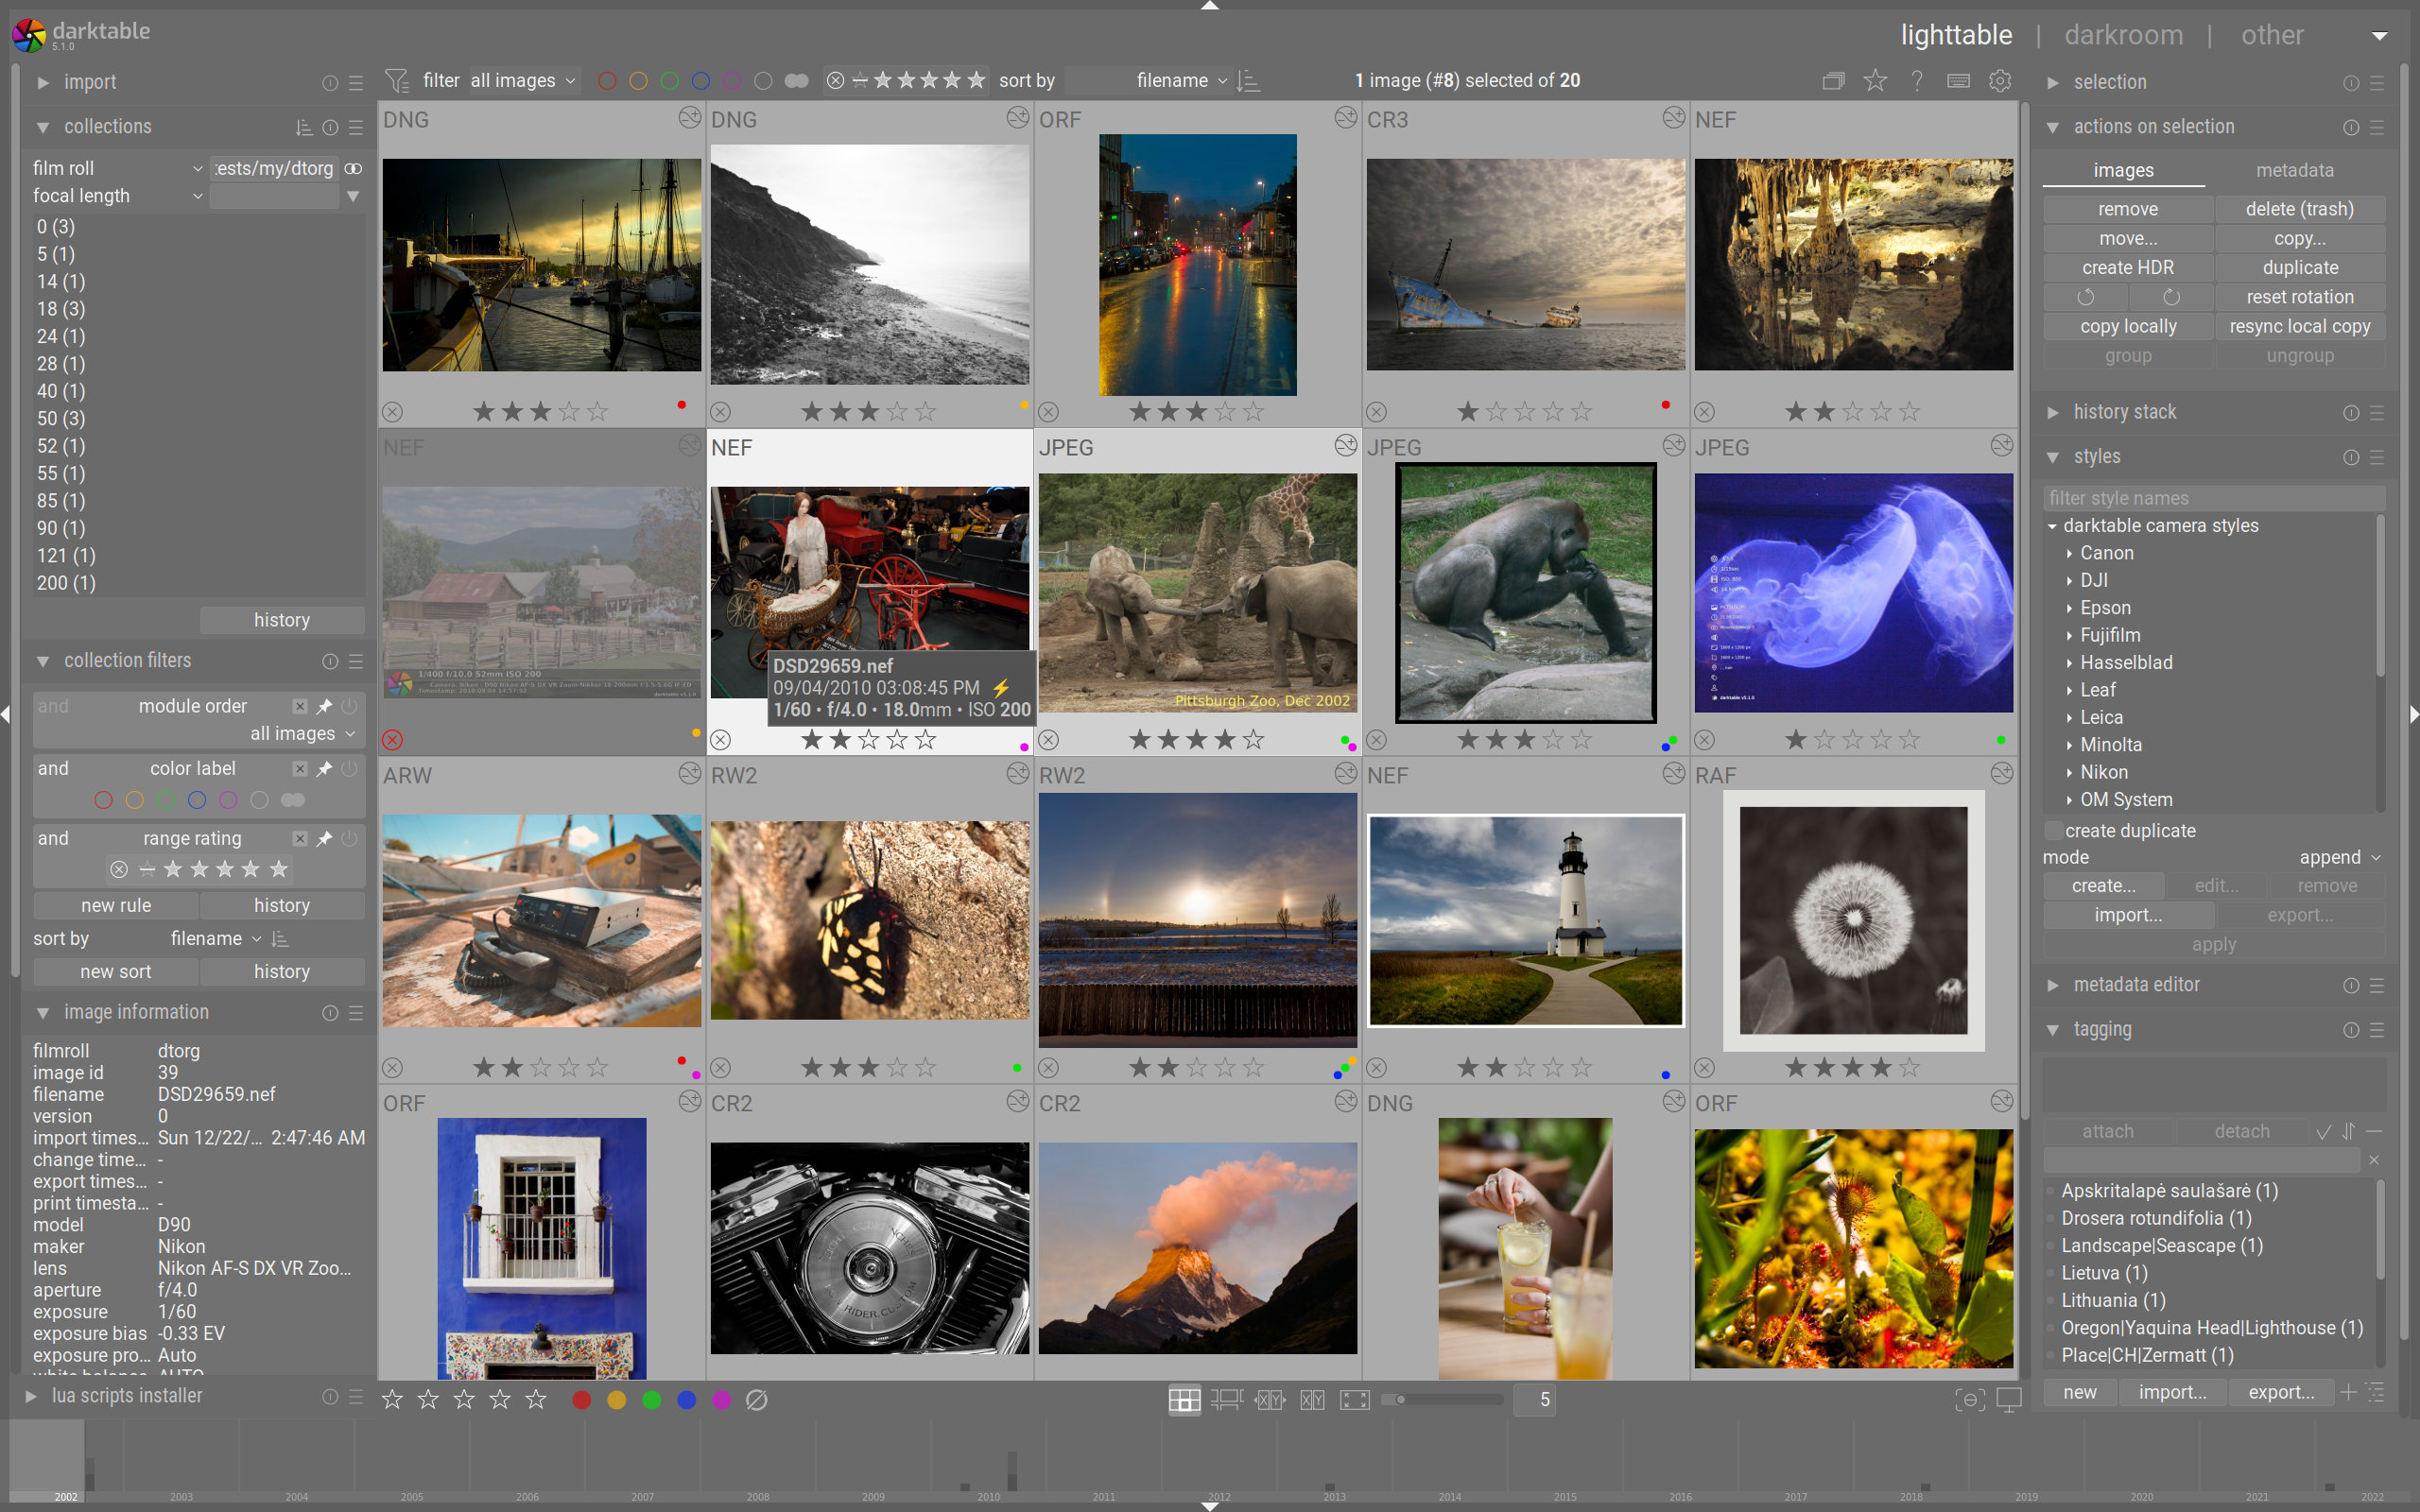 darktable
5.1.0
lighttable | darkroom | other
import
collections
film roll :ests/my/dtorg
focal length
0 (3)
5 (1)
14 (1)
18 (3)
24 (1)
28 (1)
40 (1)
50 (3)
52 (1)
55 (1)
85 (1)
90 (1)
121 (1)
200 (1)
history
collection filters
and module order
all images
and color label
and range rating
new rule history
sort by filename
new sort history
image information
filmroll dtorg
image id 39
filename DSD29659.nef
version 0
import times... Sun 12/22/... 2:47:46 AM
change time... -
export times... -
print timesta... -
model D90
maker Nikon
lens Nikon AF-S DX VR Zoo...
aperture f/4.0
exposure 1/60
exposure bias -0.33 EV
exposure pro... Auto
white balance AUTO
lua scripts installer
filter all images sort by filename 1 image (#8) selected of 20
DNG DNG ORF CR3 NEF
NEF NEF JPEG JPEG JPEG
1/400 f/10.0 52mm ISO 200
DSD29659.nef
09/04/2010 03:08:45 PM
1/60 • f/4.0 • 18.0mm • ISO 200
Pittsburgh Zoo, Dec 2002
ARW RW2 RW2 NEF RAF
ORF CR2 CR2 DNG ORF
5
selection
actions on selection
images metadata
remove delete (trash)
move... copy...
create HDR duplicate
reset rotation
copy locally resync local copy
group ungroup
history stack
styles
filter style names
darktable camera styles
Canon
DJI
Epson
Fujifilm
Hasselblad
Leaf
Leica
Minolta
Nikon
OM System
create duplicate
mode append
create... edit... remove
import... export...
apply
metadata editor
tagging
attach detach
Apskritalapė saulašarė (1)
Drosera rotundifolia (1)
Landscape|Seascape (1)
Lietuva (1)
Lithuania (1)
Oregon|Yaquina Head|Lighthouse (1)
Place|CH|Zermatt (1)
new import... export...
2002 2003 2004 2005 2006 2007 2008 2009 2010 2011 2012 2013 2014 2015 2016 2017 2018 2019 2020 2021 2022